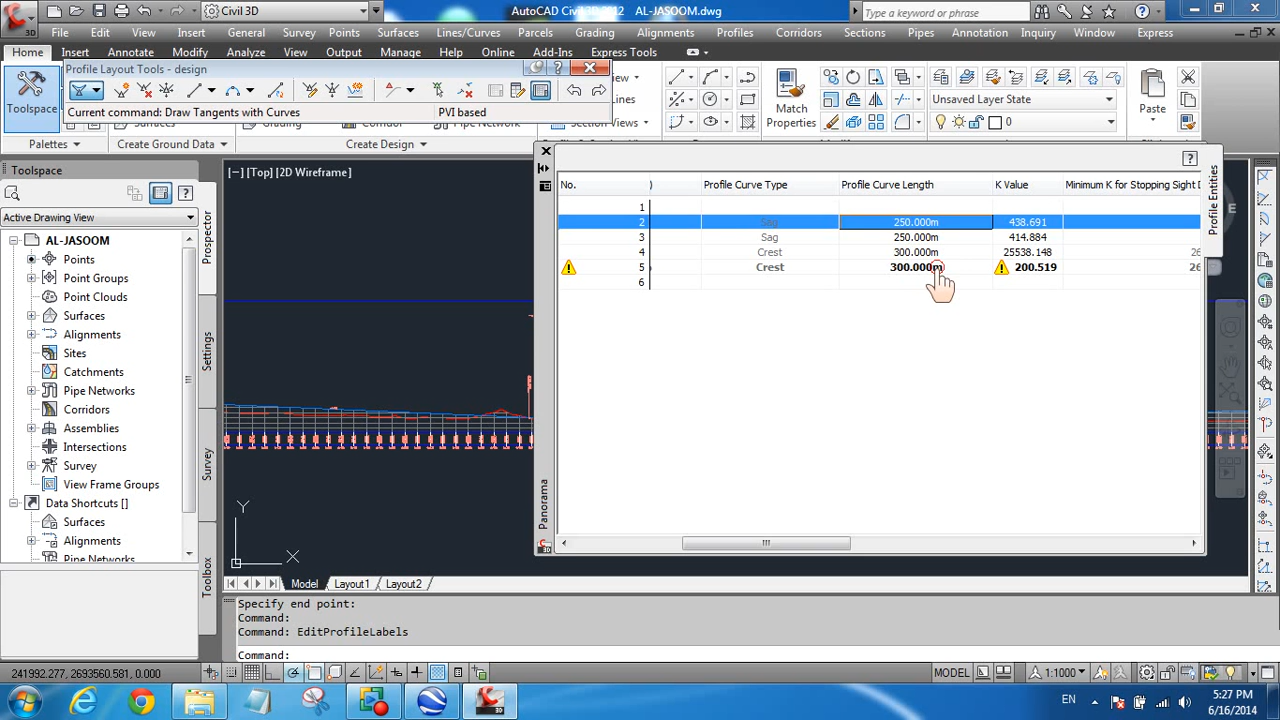 3D
Civil 3D
AutoCAD Civil 3D 2012 AL-JASOOM.dwg
Type a keyword or phrase
File Edit View Insert General Survey Points Surfaces Lines/Curves Parcels Grading Alignments Profiles Corridors Sections Pipes Annotation Inquiry Window Express
Home Insert Annotate Modify Analyze View Output Manage Help Online Add-Ins Express Tools
Profile Layout Tools - design
Current command: Draw Tangents with Curves PVI based
Toolspace
Palettes
Create Ground Data
Create Design
Section Views
Match Properties
Unsaved Layer State
0
Paste
Toolspace
Active Drawing View
AL-JASOOM
Points
Point Groups
Point Clouds
Surfaces
Alignments
Sites
Catchments
Pipe Networks
Corridors
Assemblies
Intersections
Survey
View Frame Groups
Data Shortcuts []
Surfaces
Alignments
Pipe Networks
Prospector
Settings
Survey
Toolbox
[–] [Top] [2D Wireframe]
Panorama
Profile Entities
No. ) Profile Curve Type Profile Curve Length K Value Minimum K for Stopping Sight D
1
2 Sag 250.000m 438.691
3 Sag 250.000m 414.884
4 Crest 300.000m 25538.148 26
5 Crest 300.000m 200.519 26
6
Y
X
Model Layout1 Layout2
Specify end point:
Command:
Command: EditProfileLabels
Command:
241992.277, 2693560.581, 0.000
MODEL
1:1000
EN
5:27 PM
6/16/2014